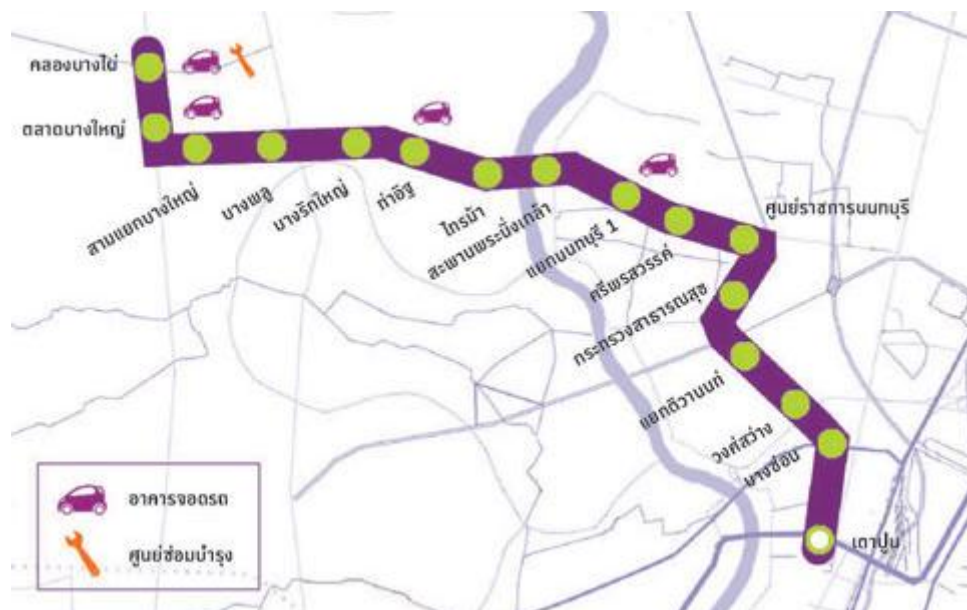 คลองบางไผ่
ตลาดบางใหญ่
สามแยกบางใหญ่
บางพลู
บางรักใหญ่
ท่าอิฐ
ไทรม้า
สะพานพระนั่งเกล้า
แยกนนทบุรี 1
ศรีพรสวรรค์
ศูนย์ราชการนนทบุรี
กระทรวงสาธารณสุข
แยกติวานนท์
วงศ์สว่าง
บางซ่อน
เตาปูน
อาคารจอดรถ
ศูนย์ซ่อมบำรุง